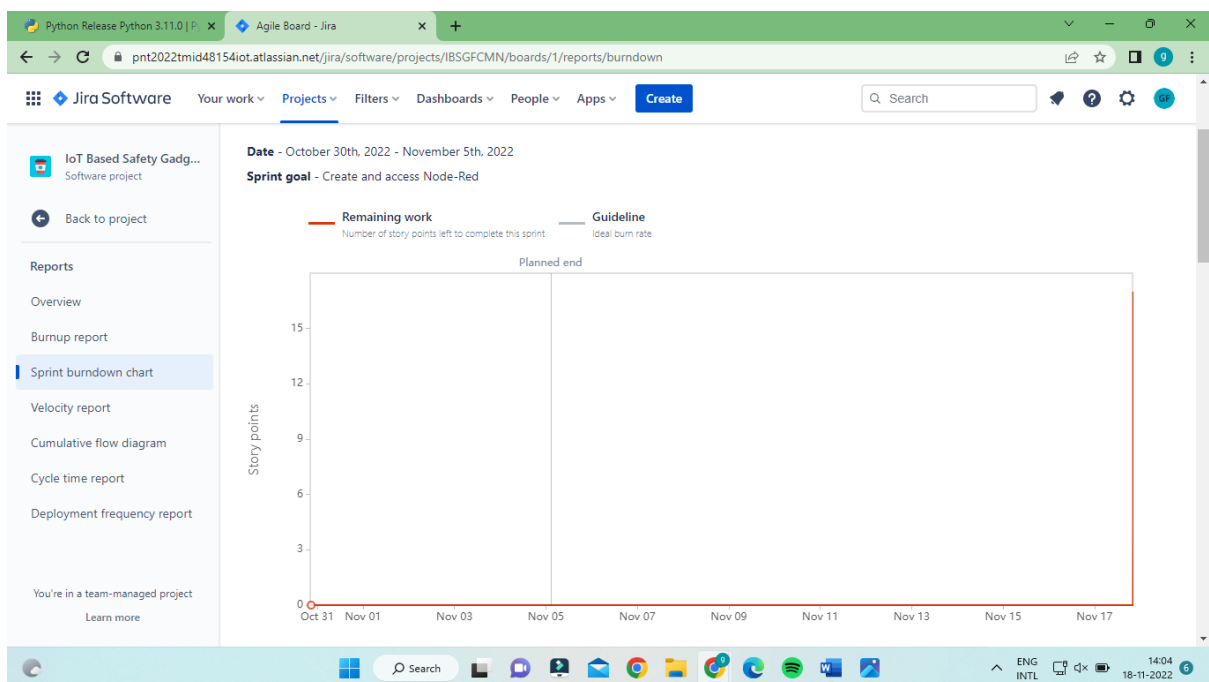 Python Release Python 3.11.0 | Py
Agile Board - Jira
pnt2022tmid48154iot.atlassian.net/jira/software/projects/IBSGFCMN/boards/1/reports/burndown
g
Jira Software
Your work
Projects
Filters
Dashboards
People
Apps
Create
Search
GF
IoT Based Safety Gadg...
Software project
Back to project
Reports
Overview
Burnup report
Sprint burndown chart
Velocity report
Cumulative flow diagram
Cycle time report
Deployment frequency report
You're in a team-managed project
Learn more
Date - October 30th, 2022 - November 5th, 2022
Sprint goal - Create and access Node-Red
Remaining work
Number of story points left to complete this sprint
Guideline
Ideal burn rate
Planned end
Story points
15
12
9
6
3
0
Oct 31 Nov 01 Nov 03 Nov 05 Nov 07 Nov 09 Nov 11 Nov 13 Nov 15 Nov 17
Search
9
ENG
INTL
14:04
18-11-2022
6